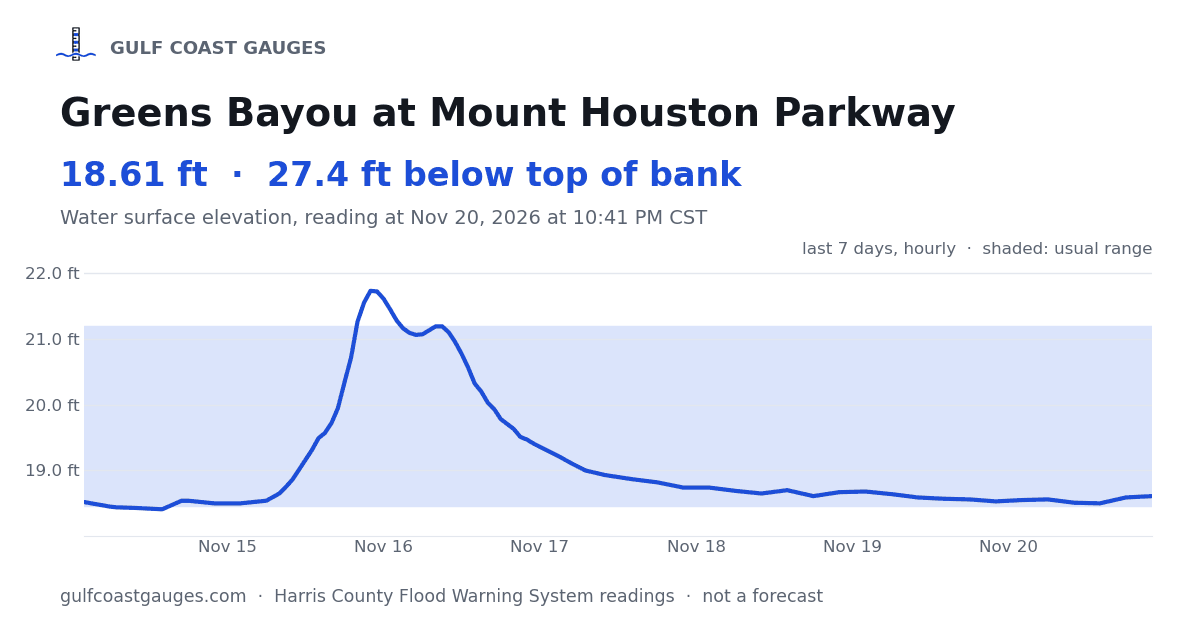 GULF COAST GAUGES
Greens Bayou at Mount Houston Parkway
18.61 ft · 27.4 ft below top of bank
Water surface elevation, reading at Nov 20, 2026 at 10:41 PM CST
last 7 days, hourly · shaded: usual range
22.0 ft
21.0 ft
20.0 ft
19.0 ft
Nov 15 Nov 16 Nov 17 Nov 18 Nov 19 Nov 20
gulfcoastgauges.com · Harris County Flood Warning System readings · not a forecast